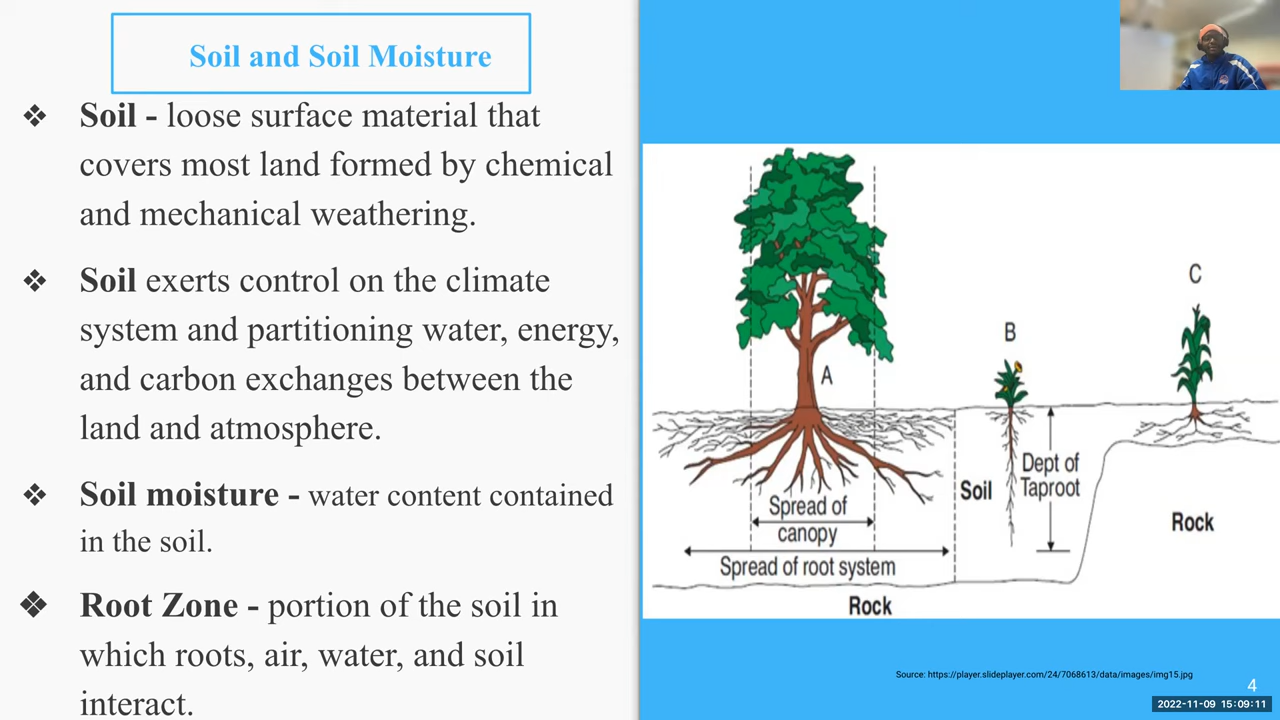 Soil and Soil Moisture
❖ Soil - loose surface material that
covers most land formed by chemical
and mechanical weathering.
❖ Soil exerts control on the climate
system and partitioning water, energy,
and carbon exchanges between the
land and atmosphere.
❖ Soil moisture - water content contained
in the soil.
❖ Root Zone - portion of the soil in
which roots, air, water, and soil
interact.
A
B
C
Spread of
canopy
Spread of root system
Soil
Dept of
Taproot
Rock
Rock
Source: https://player.slideplayer.com/24/7068613/data/images/img15.jpg
4
2022-11-09 15:09:11